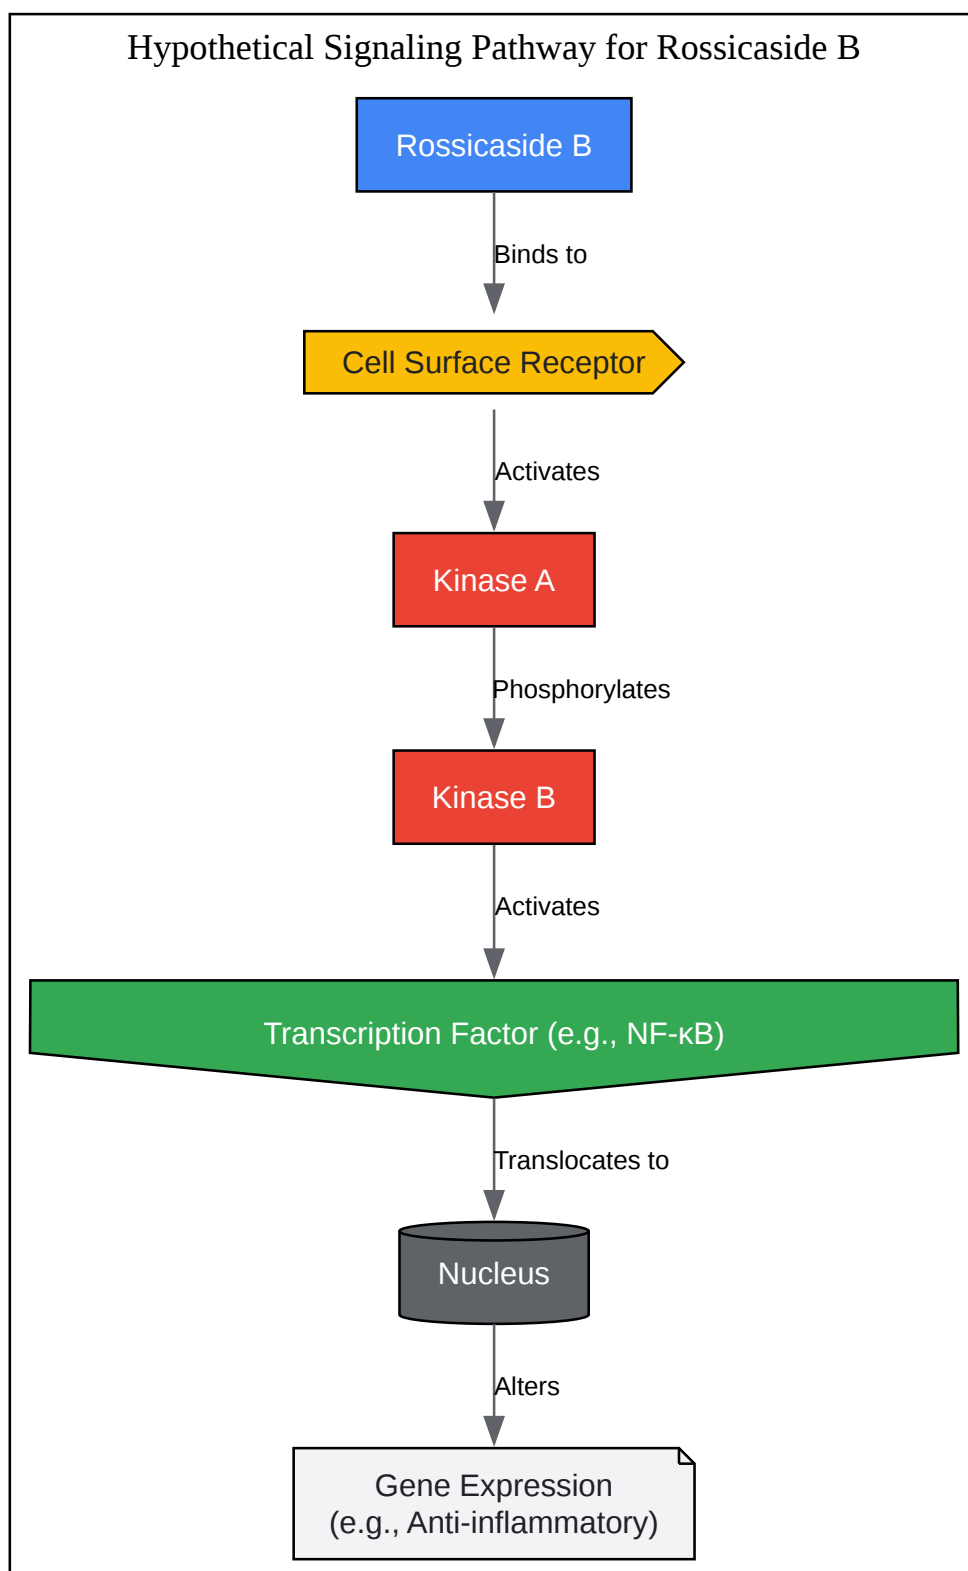 Hypothetical Signaling Pathway for Rossicaside B
Rossicaside B
Binds to
Cell Surface Receptor
Activates
Kinase A
Phosphorylates
Kinase B
Activates
Transcription Factor (e.g., NF-κB)
Translocates to
Nucleus
Alters
Gene Expression
(e.g., Anti-inflammatory)